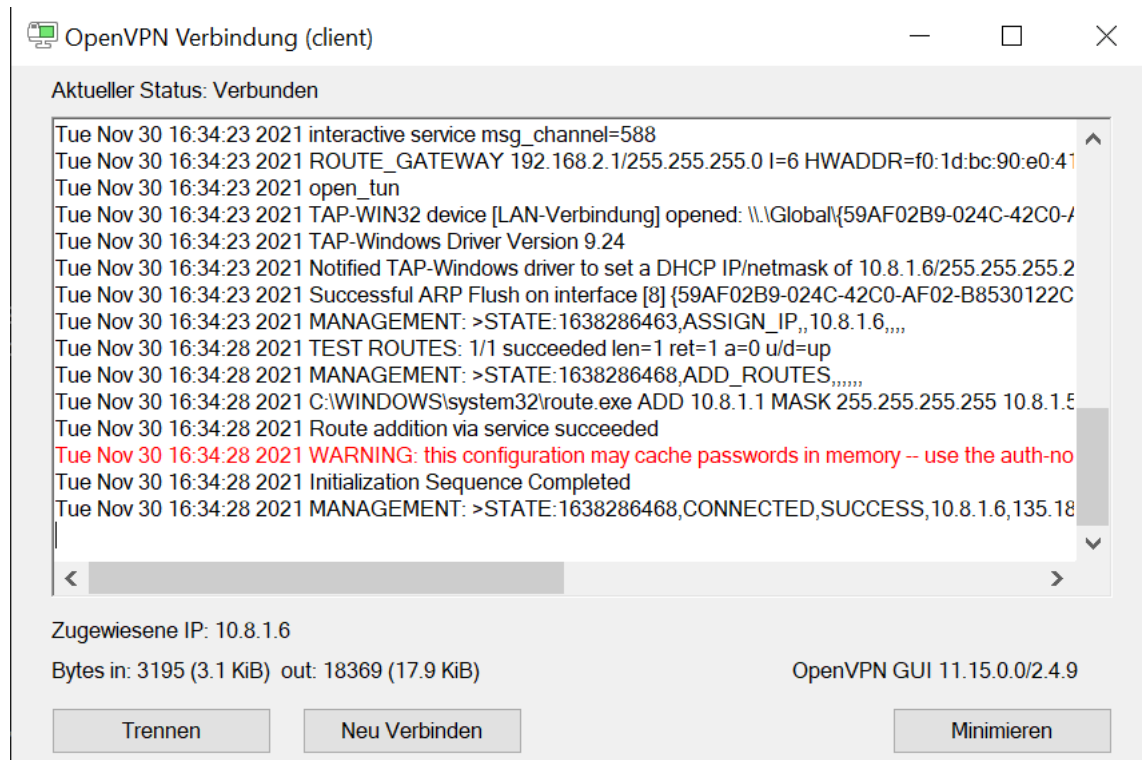 OpenVPN Verbindung (client)
Aktueller Status: Verbunden
Tue Nov 30 16:34:23 2021 interactive service msg_channel=588
Tue Nov 30 16:34:23 2021 ROUTE_GATEWAY 192.168.2.1/255.255.255.0 I=6 HWADDR=f0:1d:bc:90:e0:41
Tue Nov 30 16:34:23 2021 open_tun
Tue Nov 30 16:34:23 2021 TAP-WIN32 device [LAN-Verbindung] opened: \\.\Global\{59AF02B9-024C-42C0-A
Tue Nov 30 16:34:23 2021 TAP-Windows Driver Version 9.24
Tue Nov 30 16:34:23 2021 Notified TAP-Windows driver to set a DHCP IP/netmask of 10.8.1.6/255.255.255.2
Tue Nov 30 16:34:23 2021 Successful ARP Flush on interface [8] {59AF02B9-024C-42C0-AF02-B8530122C
Tue Nov 30 16:34:23 2021 MANAGEMENT: >STATE:1638286463,ASSIGN_IP,,10.8.1.6,,,,
Tue Nov 30 16:34:28 2021 TEST ROUTES: 1/1 succeeded len=1 ret=1 a=0 u/d=up
Tue Nov 30 16:34:28 2021 MANAGEMENT: >STATE:1638286468,ADD_ROUTES,,,,,,
Tue Nov 30 16:34:28 2021 C:\WINDOWS\system32\route.exe ADD 10.8.1.1 MASK 255.255.255.255 10.8.1.5
Tue Nov 30 16:34:28 2021 Route addition via service succeeded
Tue Nov 30 16:34:28 2021 WARNING: this configuration may cache passwords in memory -- use the auth-no
Tue Nov 30 16:34:28 2021 Initialization Sequence Completed
Tue Nov 30 16:34:28 2021 MANAGEMENT: >STATE:1638286468,CONNECTED,SUCCESS,10.8.1.6,135.18
Zugewiesene IP: 10.8.1.6
Bytes in: 3195 (3.1 KiB) out: 18369 (17.9 KiB) OpenVPN GUI 11.15.0.0/2.4.9
Trennen Neu Verbinden Minimieren